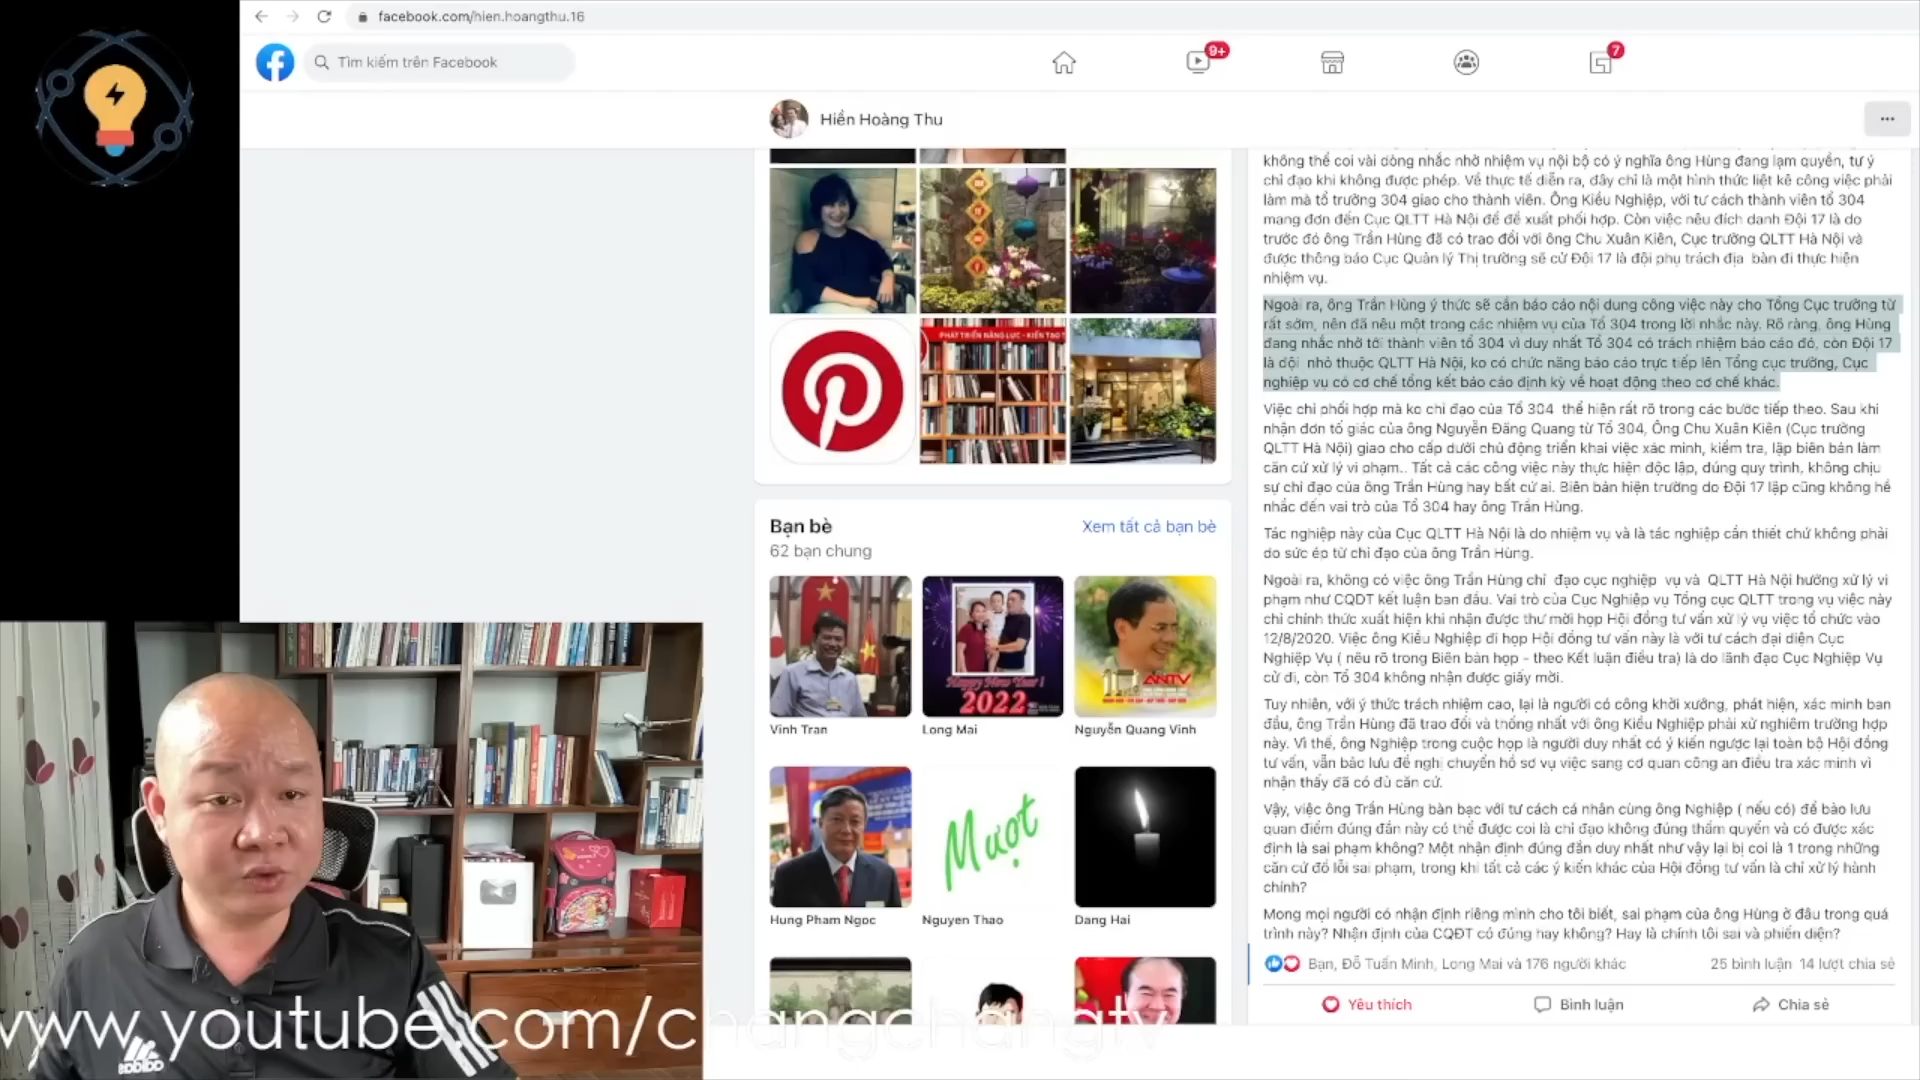 facebook.com/hien.hoangthu.16
Tìm kiếm trên Facebook
9+
7
Hiền Hoàng Thu
không thể coi vài dòng nhắc nhở nhiệm vụ nội bộ có ý nghĩa ông Hùng đang lạm quyền, tự ý
chỉ đạo khi không được phép. Về thực tế diễn ra, đây chỉ là một hình thức liệt kê công việc phải
làm mà tổ trưởng 304 giao cho thành viên. Ông Kiều Nghiệp, với tư cách thành viên tổ 304
mang đơn đến Cục QLTT Hà Nội để đề xuất phối hợp. Còn việc nêu đích danh Đội 17 là do
trước đó ông Trần Hùng đã có trao đổi với ông Chu Xuân Kiên, Cục trưởng QLTT Hà Nội và
được thông báo Cục Quản lý Thị trường sẽ cử Đội 17 là đội phụ trách địa bàn đi thực hiện
nhiệm vụ.
Ngoài ra, ông Trần Hùng ý thức sẽ cần báo cáo nội dung công việc này cho Tổng Cục trưởng từ
rất sớm, nên đã nêu một trong các nhiệm vụ của Tổ 304 trong lời nhắc này. Rõ ràng, ông Hùng
đang nhắc nhở tới thành viên tổ 304 vì duy nhất Tổ 304 có trách nhiệm báo cáo đó, còn Đội 17
là đội nhỏ thuộc QLTT Hà Nội, ko có chức năng báo cáo trực tiếp lên Tổng cục trưởng, Cục
nghiệp vụ có cơ chế tổng kết báo cáo định kỳ về hoạt động theo cơ chế khác.
Việc chỉ phối hợp mà ko chỉ đạo của Tổ 304 thể hiện rất rõ trong các bước tiếp theo. Sau khi
nhận đơn tố giác của ông Nguyễn Đăng Quang từ Tổ 304, Ông Chu Xuân Kiên (Cục trưởng
QLTT Hà Nội) giao cho cấp dưới chủ động triển khai việc xác minh, kiểm tra, lập biên bản làm
căn cứ xử lý vi phạm.. Tất cả các công việc này thực hiện độc lập, đúng quy trình, không chịu
sự chỉ đạo của ông Trần Hùng hay bất cứ ai. Biên bản hiện trường do Đội 17 lập cũng không hề
nhắc đến vai trò của Tổ 304 hay ông Trần Hùng.
Tác nghiệp này của Cục QLTT Hà Nội là do nhiệm vụ và là tác nghiệp cần thiết chứ không phải
do sức ép từ chỉ đạo của ông Trần Hùng.
Ngoài ra, không có việc ông Trần Hùng chỉ đạo cục nghiệp vụ và QLTT Hà Nội hướng xử lý vi
phạm như CQĐT kết luận ban đầu. Vai trò của Cục Nghiệp vụ Tổng cục QLTT trong vụ việc này
chỉ chính thức xuất hiện khi nhận được thư mời họp Hội đồng tư vấn xử lý vụ việc tổ chức vào
12/8/2020. Việc ông Kiều Nghiệp đi họp Hội đồng tư vấn này là với tư cách đại diện Cục
Nghiệp Vụ ( nêu rõ trong Biên bản họp - theo Kết luận điều tra) là do lãnh đạo Cục Nghiệp Vụ
cử đi, còn Tổ 304 không nhận được giấy mời.
Tuy nhiên, với ý thức trách nhiệm cao, lại là người có công khởi xướng, phát hiện, xác minh ban
đầu, ông Trần Hùng đã trao đổi và thống nhất với ông Kiều Nghiệp phải xử nghiêm trường hợp
này. Vì thế, ông Nghiệp trong cuộc họp là người duy nhất có ý kiến ngược lại toàn bộ Hội đồng
tư vấn, vẫn bảo lưu đề nghị chuyển hồ sơ vụ việc sang cơ quan công an điều tra xác minh vì
nhận thấy đã có đủ căn cứ.
Vậy, việc ông Trần Hùng bàn bạc với tư cách cá nhân cùng ông Nghiệp ( nếu có) để bảo lưu
quan điểm đúng đắn này có thể được coi là chỉ đạo không đúng thẩm quyền và có được xác
định là sai phạm không? Một nhận định đúng đắn duy nhất như vậy lại bị coi là 1 trong những
căn cứ đổ lỗi sai phạm, trong khi tất cả các ý kiến khác của Hội đồng tư vấn là chỉ xử lý hành
chính?
Mong mọi người có nhận định riêng mình cho tôi biết, sai phạm của ông Hùng ở đâu trong quá
trình này? Nhận định của CQĐT có đúng hay không? Hay là chính tôi sai và phiến diện?
Bạn, Đỗ Tuấn Minh, Long Mai và 176 người khác
25 bình luận 14 lượt chia sẻ
Yêu thích
Bình luận
Chia sẻ
PHÁT TRIỂN NĂNG LỰC - KIẾN TẠO
Bạn bè
Xem tất cả bạn bè
62 bạn chung
Happy New Year!
2022
ANTV
Vinh Tran
Long Mai
Nguyễn Quang Vinh
Mượt
Hung Pham Ngoc
Nguyen Thao
Dang Hai
www.youtube.com/changchangtv
adidas